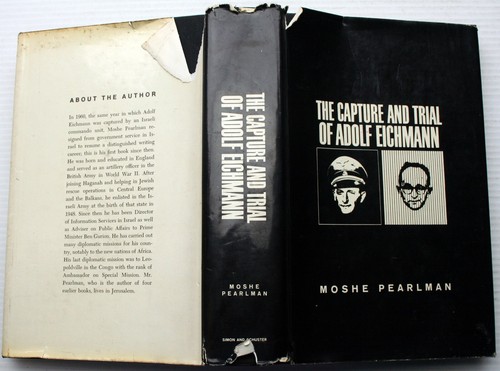 ABOUT THE AUTHOR
In 1960, the same year in which Adolf
Eichmann was captured by an Israeli
commando unit, Moshe Pearlman re-
signed from government service in Is-
rael to resume a distinguished writing
career; this is his first book since then.
He was born and educated in England
and served as an artillery officer in the
British Army in World War II. After
joining Haganah and helping in Jewish
rescue operations in Central Europe
and the Balkans, he enlisted in the Is-
raeli Army at the birth of that state in
1948. Since then he has been Director
of Information Services in Israel as well
as Adviser on Public Affairs to Prime
Minister Ben Gurion. He has carried out
many diplomatic missions for his coun-
try, notably to the new nations of Africa.
His last diplomatic mission was to Leo-
poldville in the Congo with the rank of
Ambassador on Special Mission. Mr.
Pearlman, who is the author of four
earlier books, lives in Jerusalem.
THE CAPTURE AND TRIAL
OF ADOLF EICHMANN
MOSHE
PEARLMAN
SIMON AND SCHUSTER
THE CAPTURE AND TRIAL
OF ADOLF EICHMANN
MOSHE PEARLMAN